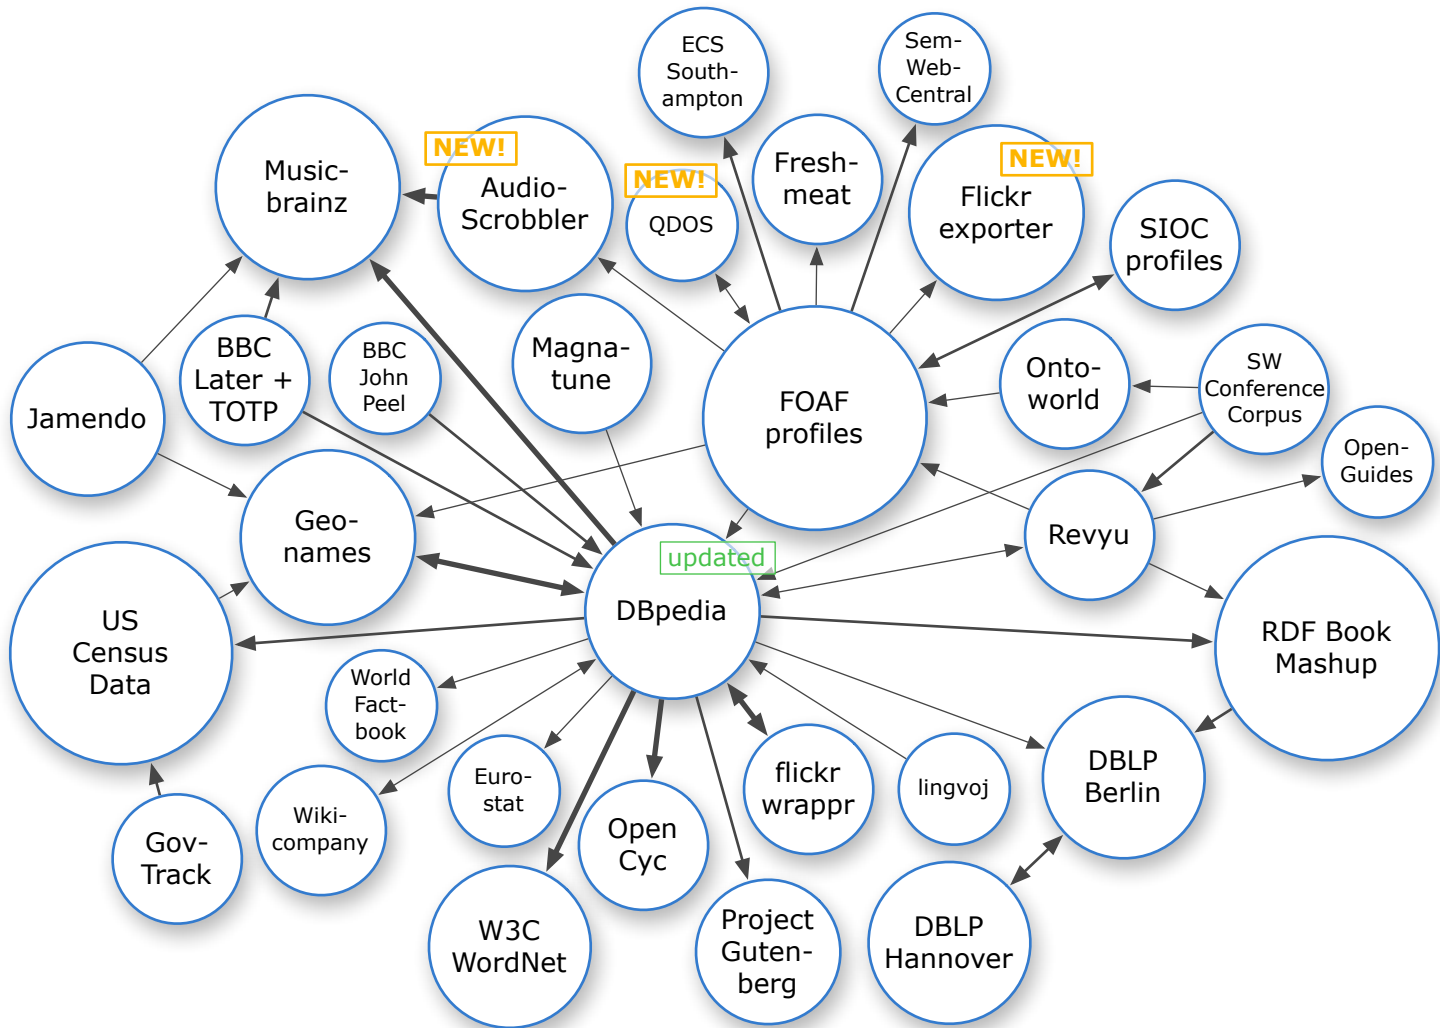 ECS
South-
ampton
Sem-
Web-
Central
NEW!
Audio-
Scrobbler
NEW!
QDOS
Fresh-
meat
NEW!
Flickr
exporter
Music-
brainz
SIOC
profiles
BBC
Later +
TOTP
BBC
John
Peel
Magna-
tune
FOAF
profiles
Onto-
world
SW
Conference
Corpus
Jamendo
Open-
Guides
Geo-
names
Revyu
updated
DBpedia
US
Census
Data
RDF Book
Mashup
World
Fact-
book
Euro-
stat
flickr
wrappr
lingvoj
DBLP
Berlin
Wiki-
company
Gov-
Track
Open
Cyc
W3C
WordNet
Project
Guten-
berg
DBLP
Hannover